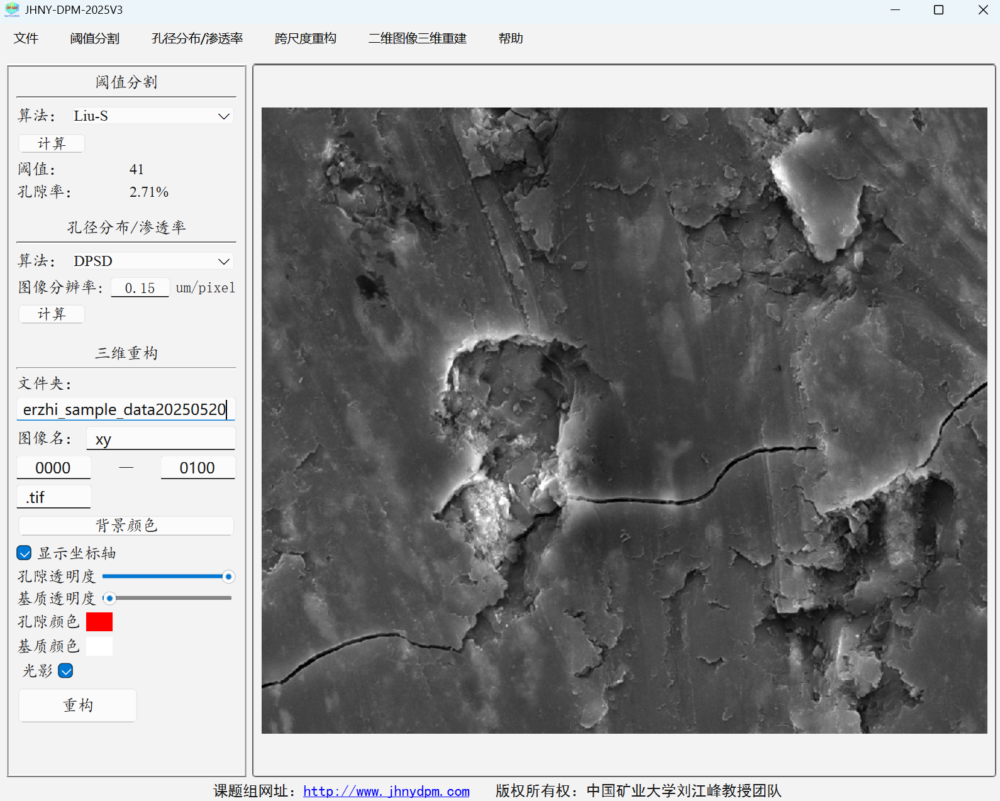 JHNY-DPM-2025V3
文件 阈值分割 孔径分布/渗透率 跨尺度重构 二维图像三维重建 帮助
阈值分割
算法： Liu-S
计算
阈值： 41
孔隙率： 2.71%
孔径分布/渗透率
算法： DPSD
图像分辨率： 0.15 um/pixel
计算
三维重构
文件夹：
erzhi_sample_data20250520
图像名： xy
0000 — 0100
.tif
背景颜色
显示坐标轴
孔隙透明度
基质透明度
孔隙颜色
基质颜色
光影
重构
课题组网址：http://www.jhnydpm.com 版权所有权：中国矿业大学刘江峰教授团队